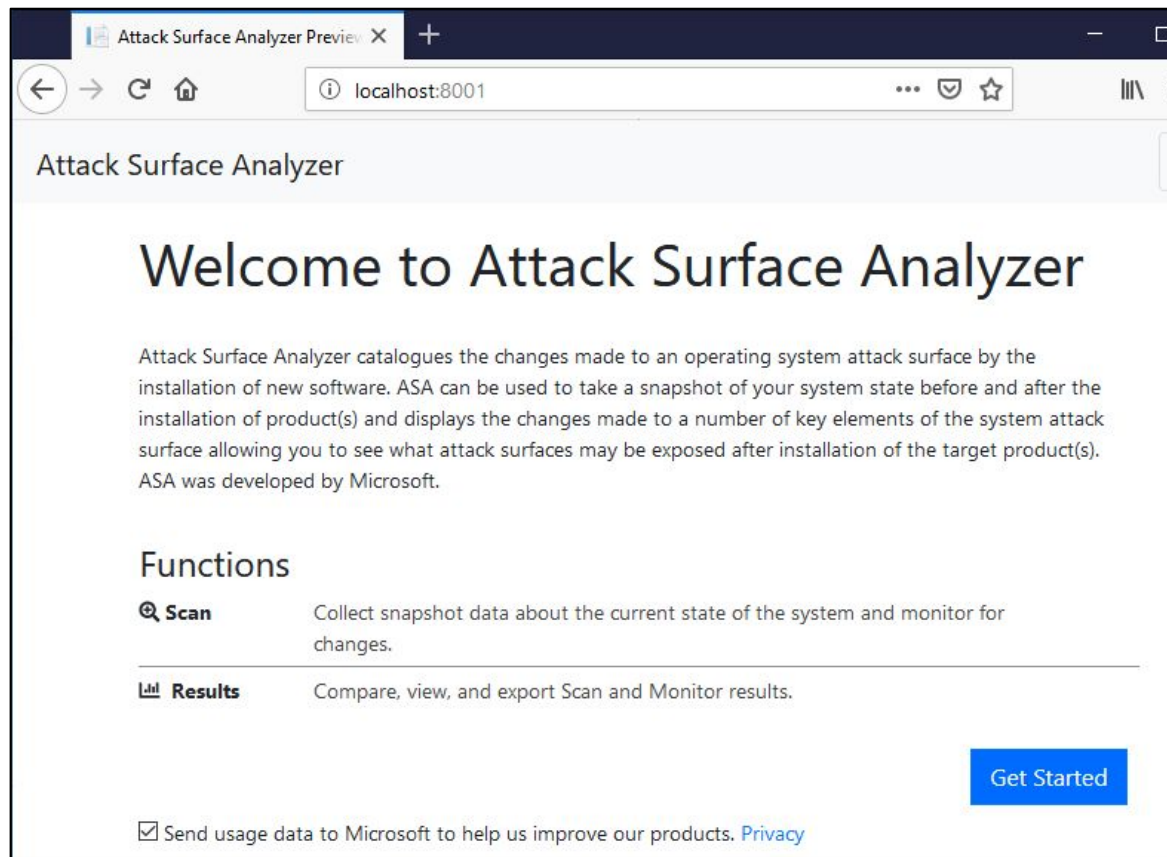 Attack Surface Analyzer Preview
localhost:8001
Attack Surface Analyzer
Welcome to Attack Surface Analyzer
Attack Surface Analyzer catalogues the changes made to an operating system attack surface by the
installation of new software. ASA can be used to take a snapshot of your system state before and after the
installation of product(s) and displays the changes made to a number of key elements of the system attack
surface allowing you to see what attack surfaces may be exposed after installation of the target product(s).
ASA was developed by Microsoft.
Functions
Scan Collect snapshot data about the current state of the system and monitor for
changes.
Results Compare, view, and export Scan and Monitor results.
Get Started
Send usage data to Microsoft to help us improve our products. Privacy